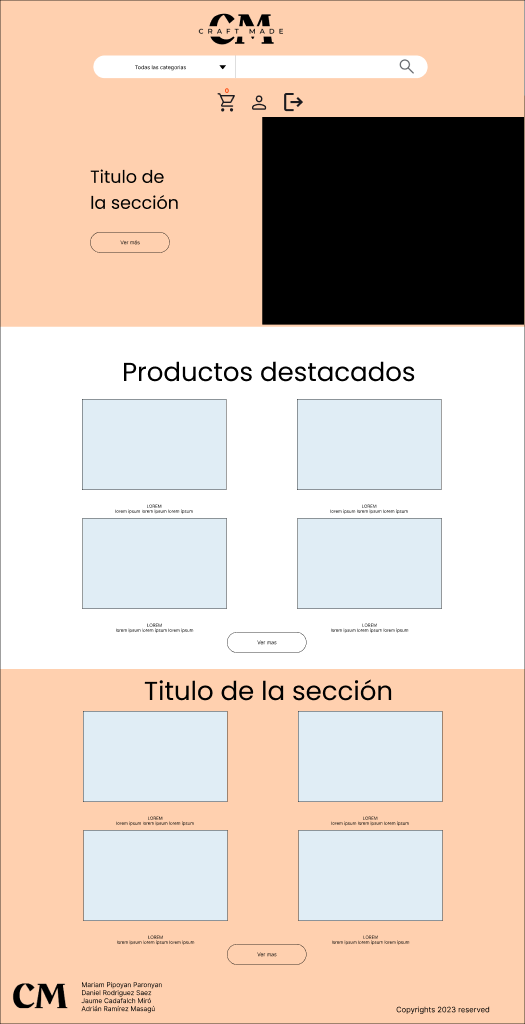 CM
CRAFT MADE
Todas las categorias
0
Titulo de
la sección
Ver más
Productos destacados
LOREM
lorem ipsum lorem ipsum lorem ipsum
LOREM
lorem ipsum lorem ipsum lorem ipsum
LOREM
lorem ipsum lorem ipsum lorem ipsum
LOREM
lorem ipsum lorem ipsum lorem ipsum
Ver mas
Titulo de la sección
LOREM
lorem ipsum lorem ipsum lorem ipsum
LOREM
lorem ipsum lorem ipsum lorem ipsum
LOREM
lorem ipsum lorem ipsum lorem ipsum
LOREM
lorem ipsum lorem ipsum lorem ipsum
Ver mas
CM
Mariam Pipoyan Paronyan
Daniel Rodriguez Saez
Jaume Cadafalch Miró
Adrián Ramírez Masagú
Copyrights 2023 reserved